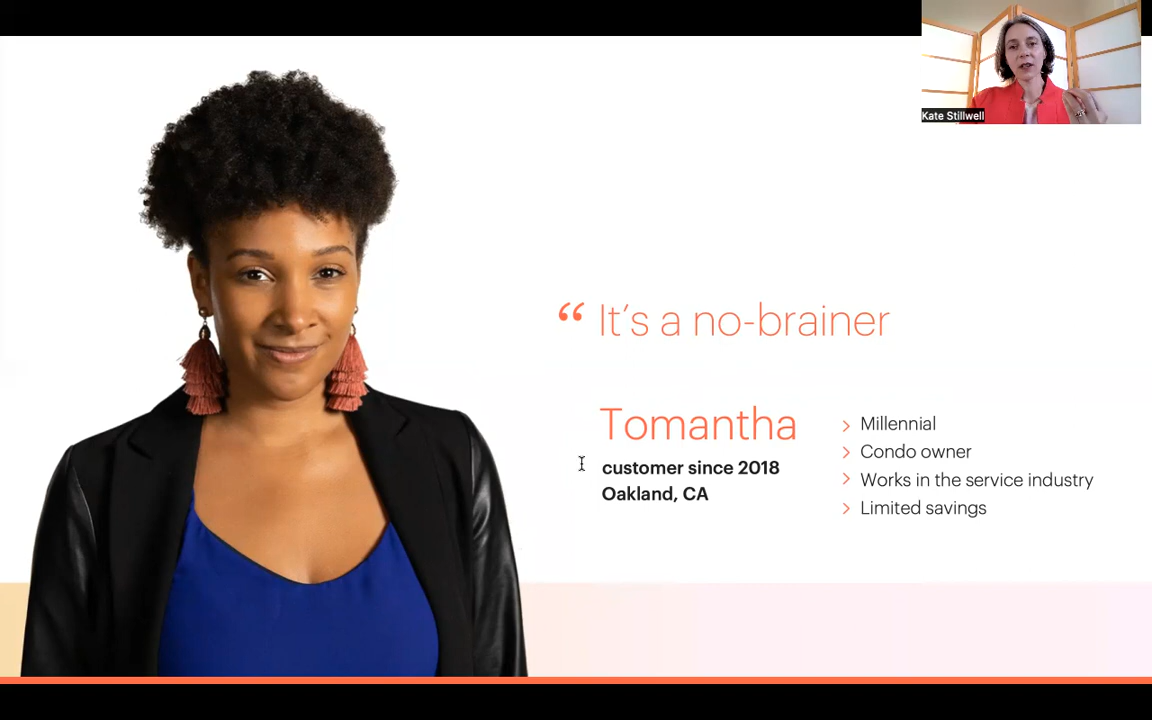 Kate Stillwell
“ It’s a no-brainer
Tomantha
customer since 2018
Oakland, CA
> Millennial
> Condo owner
> Works in the service industry
> Limited savings